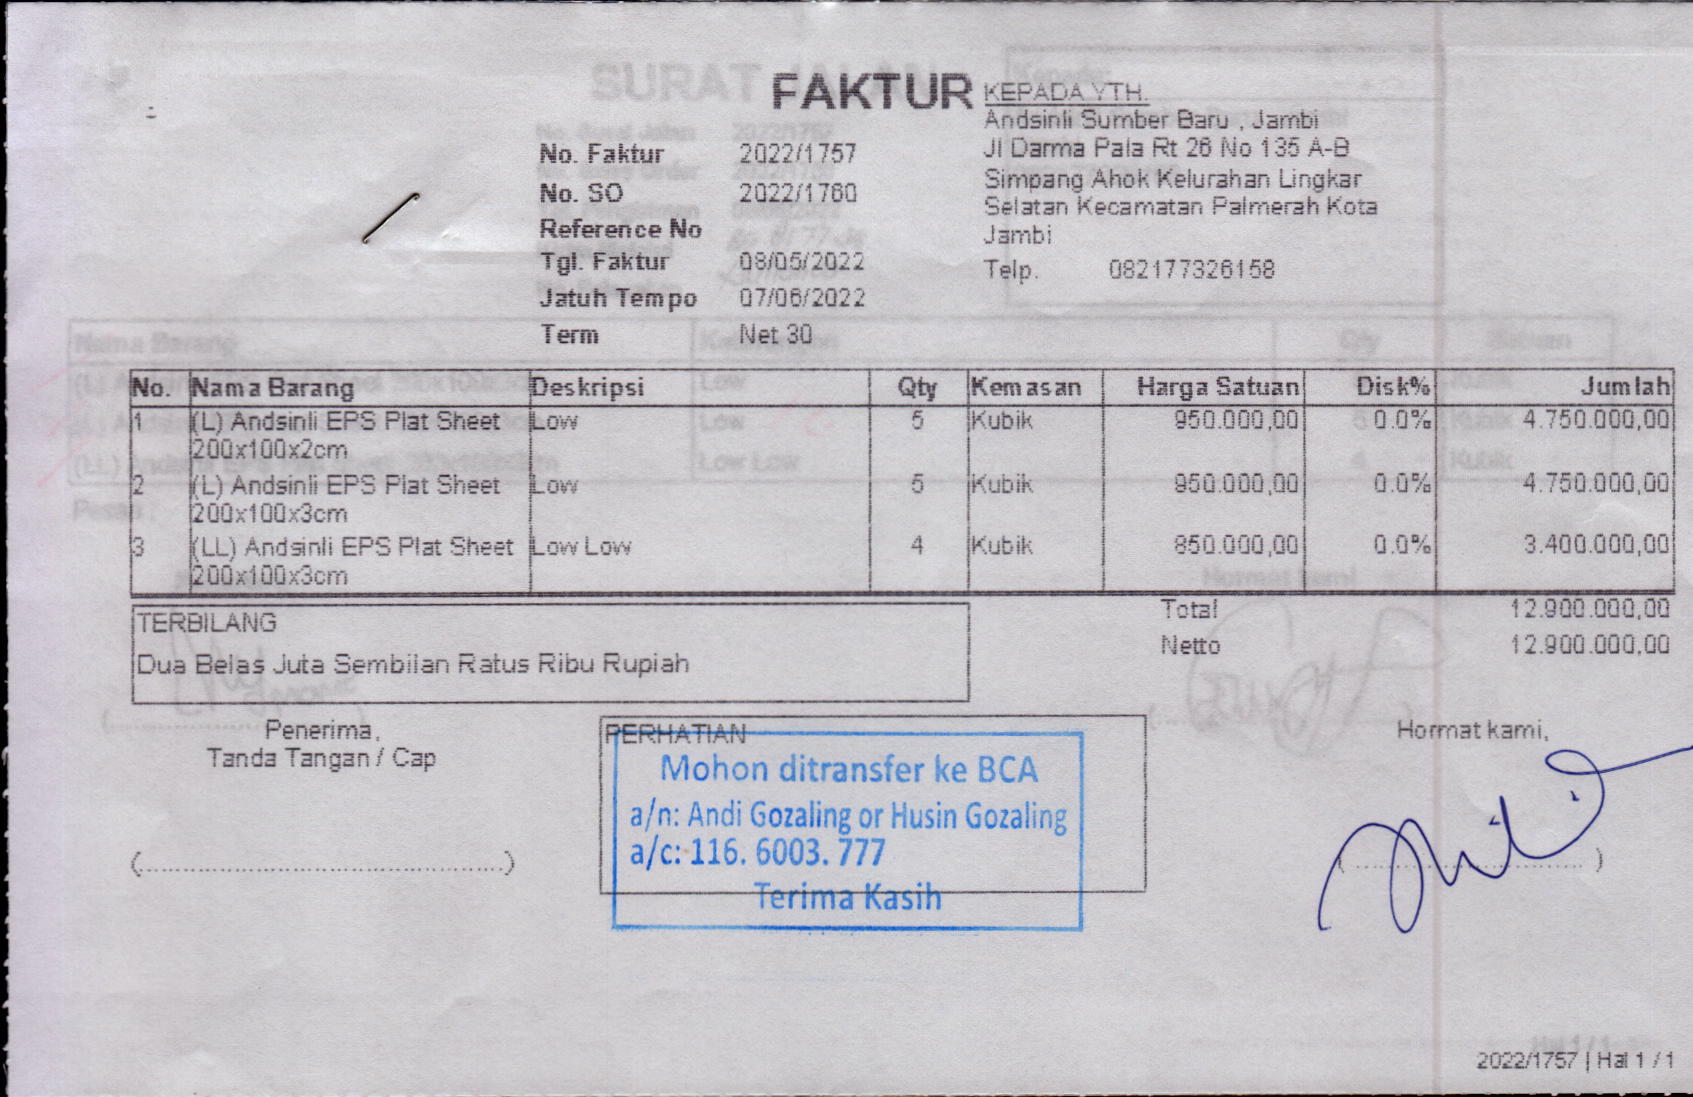 FAKTUR
No. Faktur 2022/1757
No. SO 2022/1760
Reference No
Tgl. Faktur 08/05/2022
Jatuh Tempo 07/06/2022
Term Net 30
KEPADA YTH.
Andsinli Sumber Baru , Jambi
Jl Darma Pala Rt 26 No 135 A-B
Simpang Ahok Kelurahan Lingkar
Selatan Kecamatan Palmerah Kota
Jambi
Telp. 082177326158
No. Nama Barang Deskripsi Qty Kemasan Harga Satuan Disk% Jumlah
1 (L) Andsinli EPS Plat Sheet Low 5 Kubik 950.000,00 0.0% 4.750.000,00
200x100x2cm
2 (L) Andsinli EPS Plat Sheet Low 5 Kubik 950.000,00 0.0% 4.750.000,00
200x100x3cm
3 (LL) Andsinli EPS Plat Sheet Low Low 4 Kubik 850.000,00 0.0% 3.400.000,00
200x100x3cm
Total 12.900.000,00
Netto 12.900.000,00
TERBILANG
Dua Belas Juta Sembilan Ratus Ribu Rupiah
Penerima,
Tanda Tangan / Cap
(................................................)
PERHATIAN
Mohon ditransfer ke BCA
a/n: Andi Gozaling or Husin Gozaling
a/c: 116. 6003. 777
Terima Kasih
Hormat kami,
2022/1757 | Hal 1 / 1